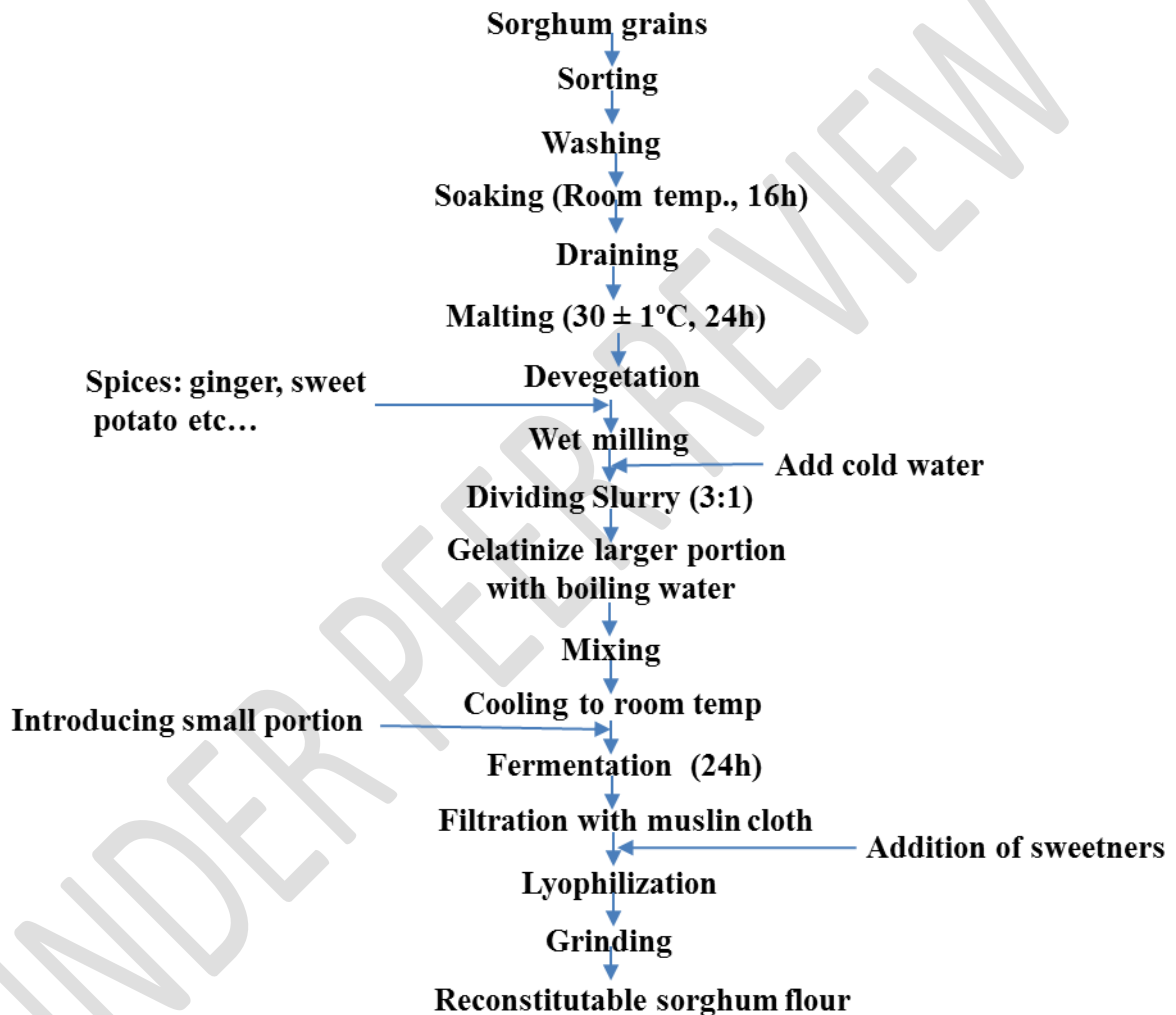 Sorghum grains
Sorting
Washing
Soaking (Room temp., 16h)
Draining
Malting (30 ± 1°C, 24h)
Devegetation
Spices: ginger, sweet
potato etc…
Wet milling
Add cold water
Dividing Slurry (3:1)
Gelatinize larger portion
with boiling water
Mixing
Cooling to room temp
Introducing small portion
Fermentation (24h)
Filtration with muslin cloth
Addition of sweetners
Lyophilization
Grinding
Reconstitutable sorghum flour
UNDER PEER REVIEW